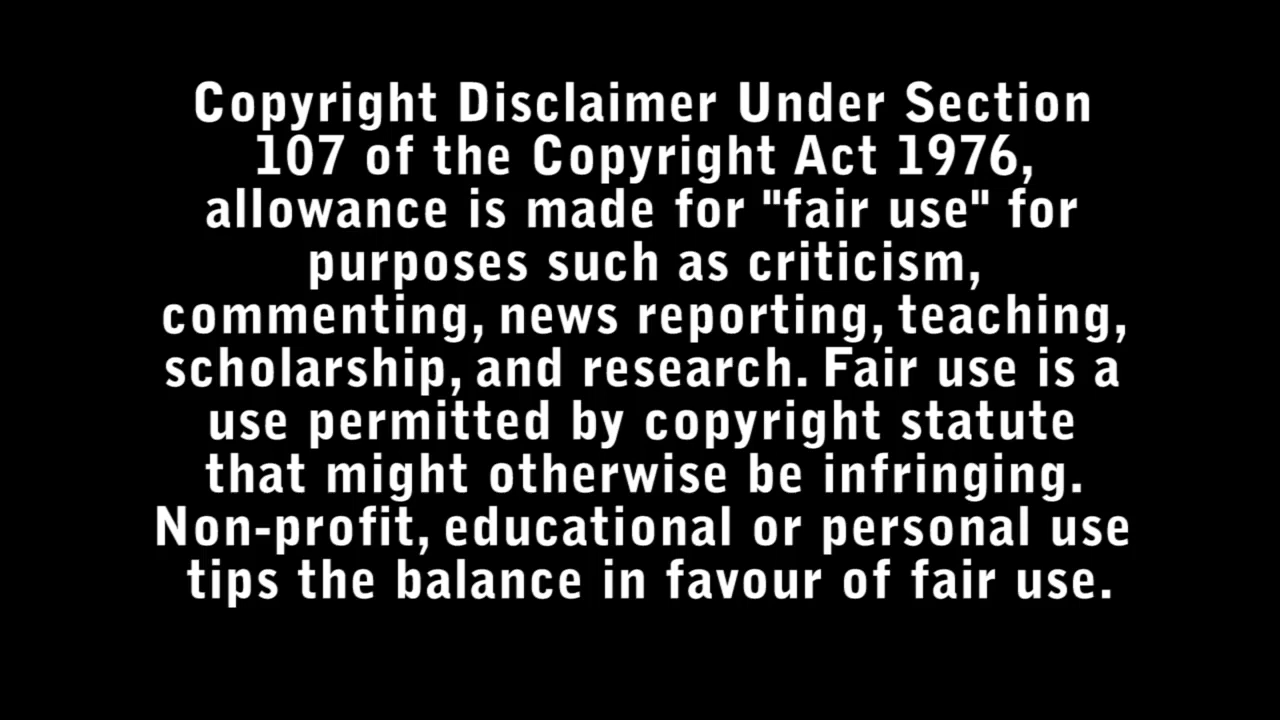 Copyright Disclaimer Under Section
107 of the Copyright Act 1976,
allowance is made for "fair use" for
purposes such as criticism,
commenting, news reporting, teaching,
scholarship, and research. Fair use is a
use permitted by copyright statute
that might otherwise be infringing.
Non-profit, educational or personal use
tips the balance in favour of fair use.